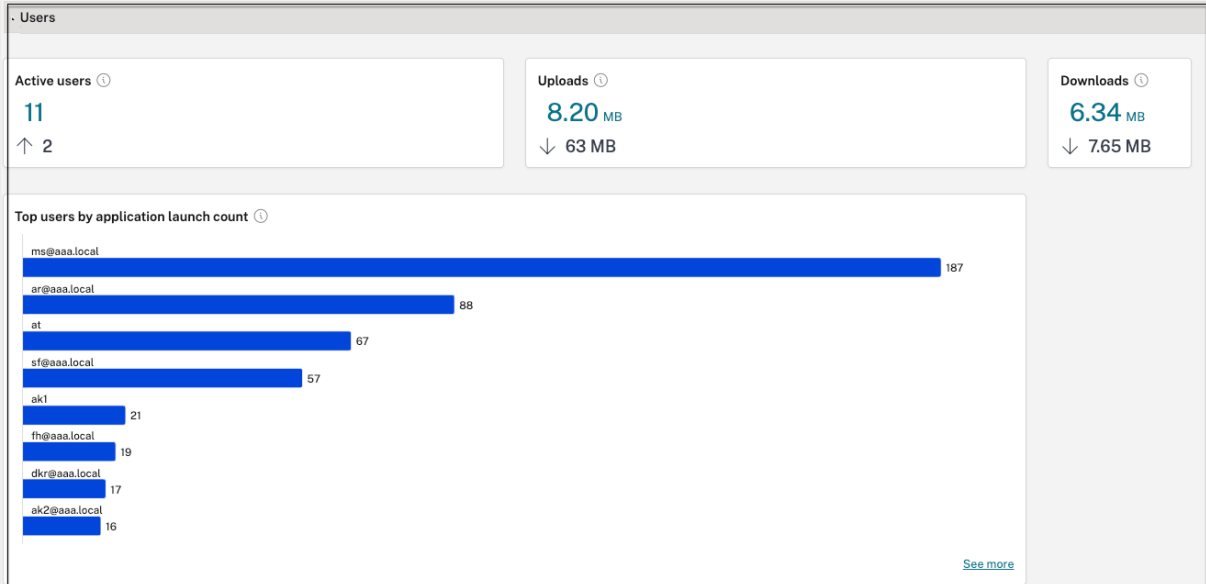 Users
Active users
11
↑ 2
Uploads
8.20 MB
↓ 63 MB
Downloads
6.34 MB
↓ 7.65 MB
Top users by application launch count
ms@aaa.local
187
ar@aaa.local
88
at
67
sf@aaa.local
57
ak1
21
fh@aaa.local
19
dkr@aaa.local
17
ak2@aaa.local
16
See more